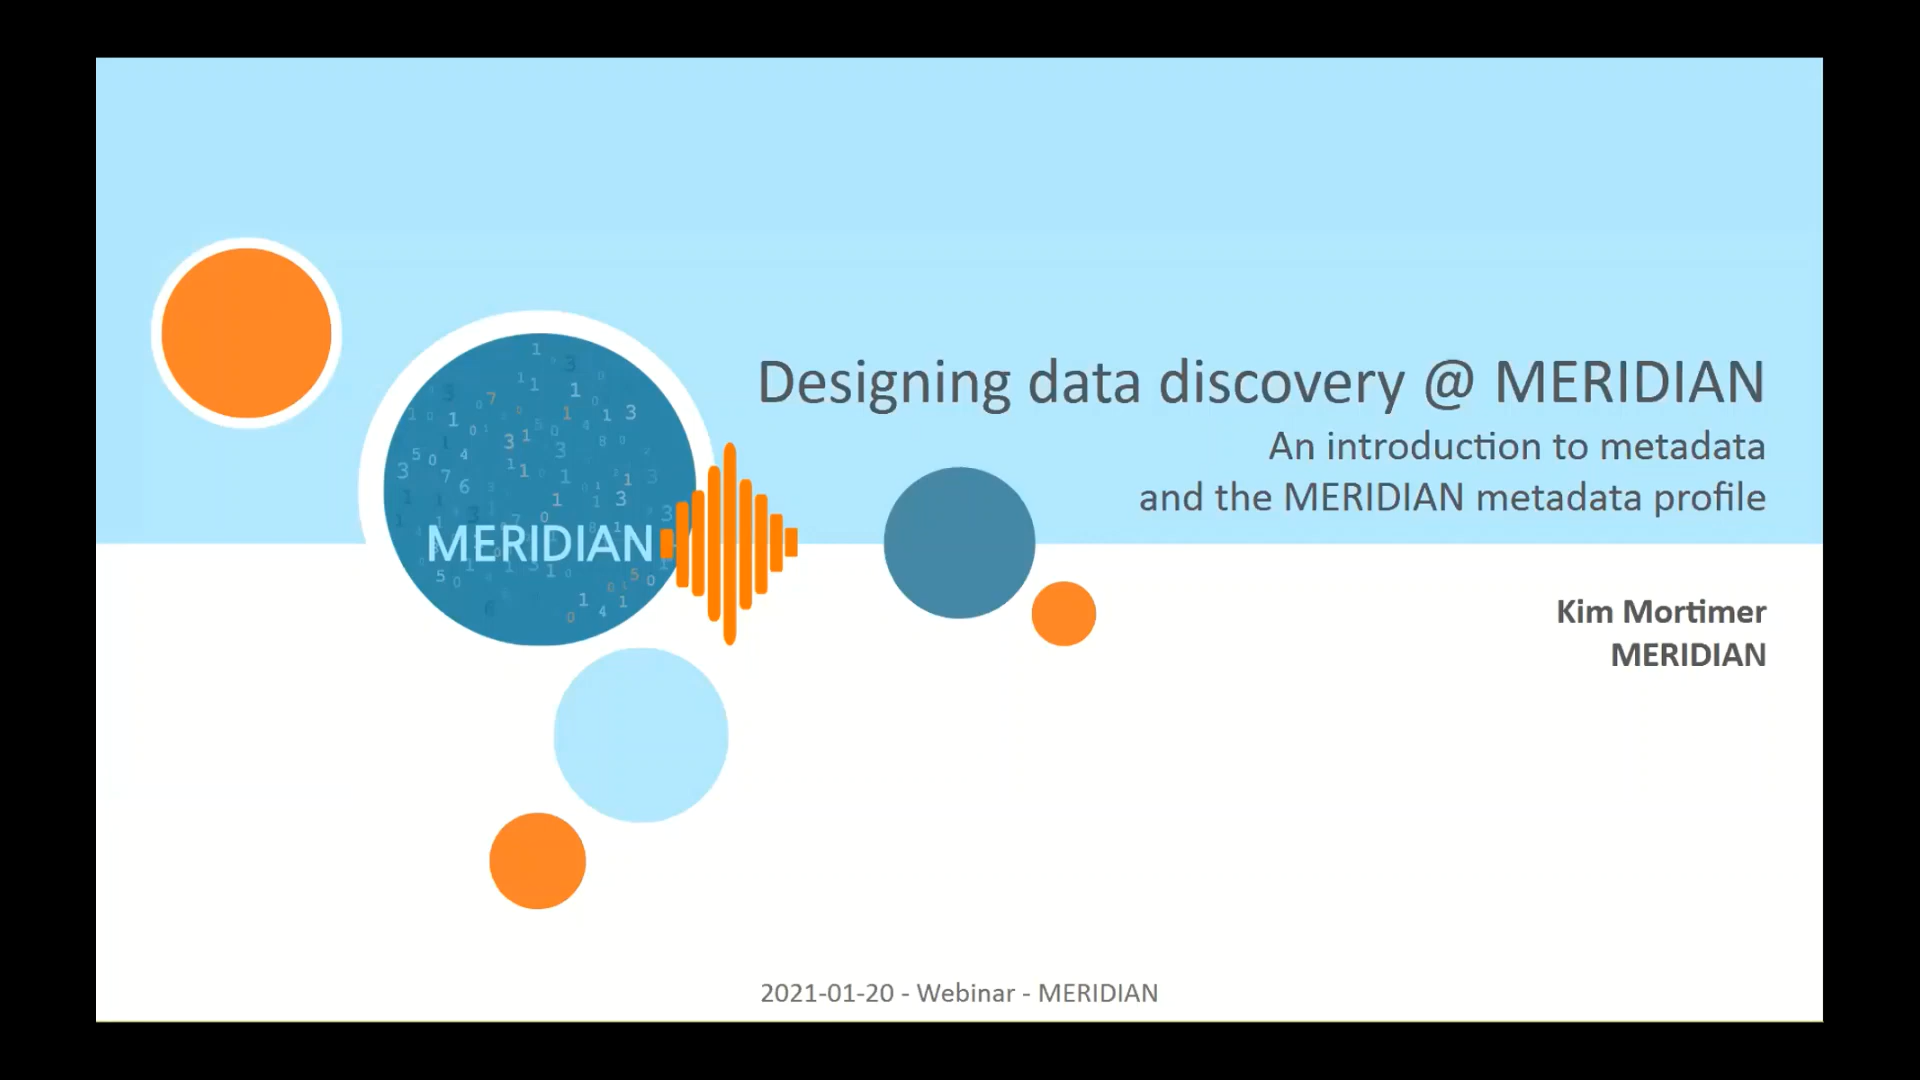 Designing data discovery @ MERIDIAN
An introduction to metadata
and the MERIDIAN metadata profile
MERIDIAN
Kim Mortimer
MERIDIAN
2021-01-20 - Webinar - MERIDIAN